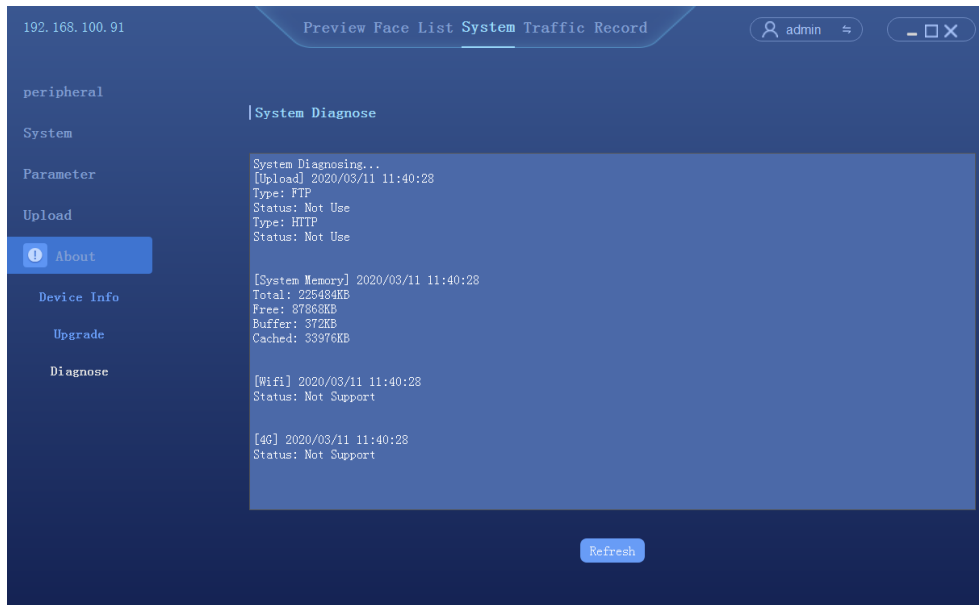 192.168.100.91
Preview Face List System Traffic Record
admin
peripheral
System
Parameter
Upload
About
Device Info
Upgrade
Diagnose
System Diagnose
System Diagnosing...
[Upload] 2020/03/11 11:40:28
Type: FTP
Status: Not Use
Type: HTTP
Status: Not Use
[System Memory] 2020/03/11 11:40:28
Total: 225484KB
Free: 87868KB
Buffer: 372KB
Cached: 33976KB
[Wifi] 2020/03/11 11:40:28
Status: Not Support
[4G] 2020/03/11 11:40:28
Status: Not Support
Refresh